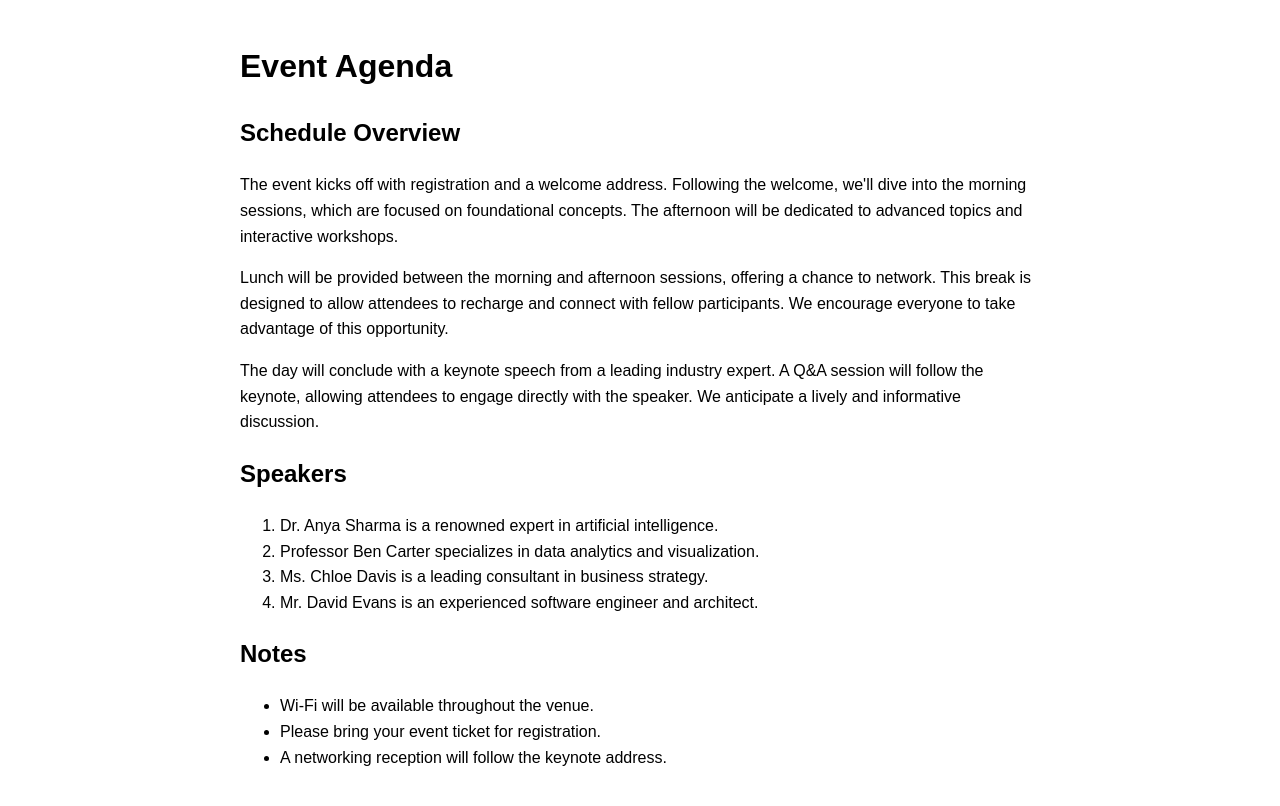 Event Agenda
Schedule Overview
The event kicks off with registration and a welcome address. Following the welcome, we'll dive into the morning
sessions, which are focused on foundational concepts. The afternoon will be dedicated to advanced topics and
interactive workshops.
Lunch will be provided between the morning and afternoon sessions, offering a chance to network. This break is
designed to allow attendees to recharge and connect with fellow participants. We encourage everyone to take
advantage of this opportunity.
The day will conclude with a keynote speech from a leading industry expert. A Q&A session will follow the
keynote, allowing attendees to engage directly with the speaker. We anticipate a lively and informative
discussion.
Speakers
1. Dr. Anya Sharma is a renowned expert in artificial intelligence.
2. Professor Ben Carter specializes in data analytics and visualization.
3. Ms. Chloe Davis is a leading consultant in business strategy.
4. Mr. David Evans is an experienced software engineer and architect.
Notes
• Wi-Fi will be available throughout the venue.
• Please bring your event ticket for registration.
• A networking reception will follow the keynote address.